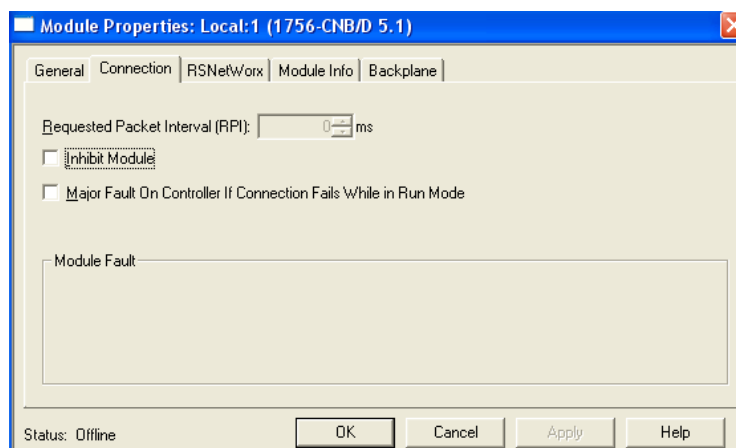 Module Properties: Local:1 (1756-CNB/D 5.1)
General Connection RSNetWorx Module Info Backplane
Requested Packet Interval (RPI): 0 ms
Inhibit Module
Major Fault On Controller If Connection Fails While in Run Mode
Module Fault
Status: Offline OK Cancel Apply Help